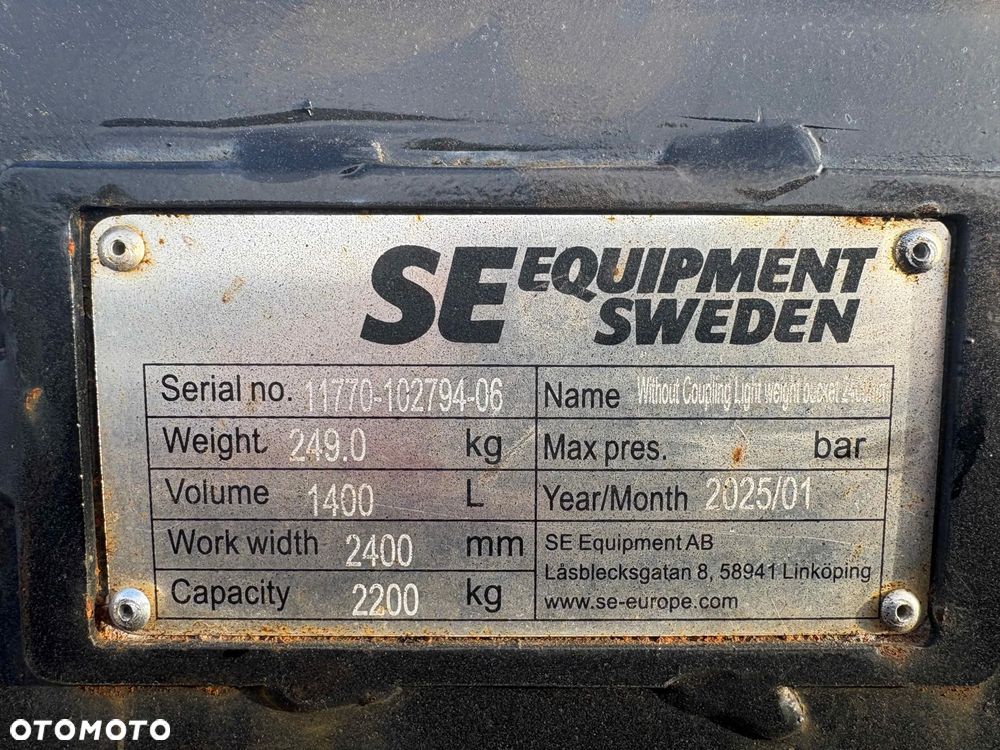 SE EQUIPMENT
SWEDEN
Serial no. 11770-102794-06
Name Without Coupling Light weight bucket 2400mm
Weight. 249.0 kg
Max pres. bar
Volume 1400 L
Year/Month 2025/01
Work width 2400 mm
SE Equipment AB
Låsblecksgatan 8, 58941 Linköping
www.se-europe.com
Capacity 2200 kg
OTOMOTO